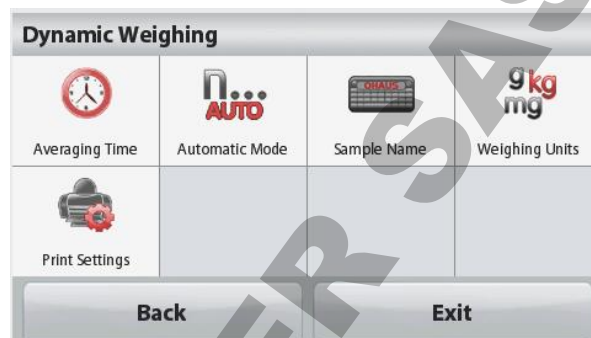 Dynamic Weighing
n...
AUTO
OHAUS
g kg
mg
Averaging Time
Automatic Mode
Sample Name
Weighing Units
Print Settings
Back
Exit